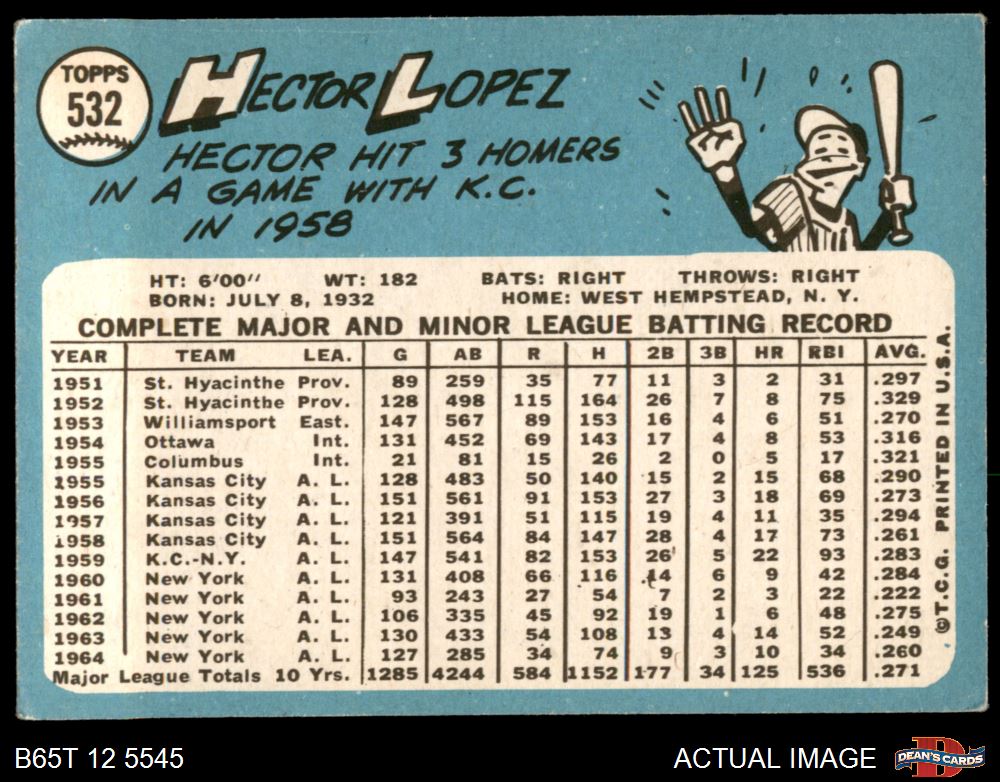 TOPPS
532
HECTOR LOPEZ
HECTOR HIT 3 HOMERS
IN A GAME WITH K.C.
IN 1958
HT: 6'00" WT: 182 BATS: RIGHT THROWS: RIGHT
BORN: JULY 8, 1932 HOME: WEST HEMPSTEAD, N. Y.
COMPLETE MAJOR AND MINOR LEAGUE BATTING RECORD
YEAR TEAM LEA. G AB R H 2B 3B HR RBI AVG.
1951 St. Hyacinthe Prov. 89 259 35 77 11 3 2 31 .297
1952 St. Hyacinthe Prov. 128 498 115 164 26 7 8 75 .329
1953 Williamsport East. 147 567 89 153 16 4 6 51 .270
1954 Ottawa Int. 131 452 69 143 17 4 8 53 .316
1955 Columbus Int. 21 81 15 26 2 0 5 17 .321
1955 Kansas City A. L. 128 483 50 140 15 2 15 68 .290
1956 Kansas City A. L. 151 561 91 153 27 3 18 69 .273
1957 Kansas City A. L. 121 391 51 115 19 4 11 35 .294
1958 Kansas City A. L. 151 564 84 147 28 4 17 73 .261
1959 K.C.-N.Y. A. L. 147 541 82 153 26 5 22 93 .283
1960 New York A. L. 131 408 66 116 14 6 9 42 .284
1961 New York A. L. 93 243 27 54 7 2 3 22 .222
1962 New York A. L. 106 335 45 92 19 1 6 48 .275
1963 New York A. L. 130 433 54 108 13 4 14 52 .249
1964 New York A. L. 127 285 34 74 9 3 10 34 .260
Major League Totals 10 Yrs. 1285 4244 584 1152 177 34 125 536 .271
©T.C.G. PRINTED IN U.S.A.
B65T 12 5545 ACTUAL IMAGE
D
DEAN'S CARDS